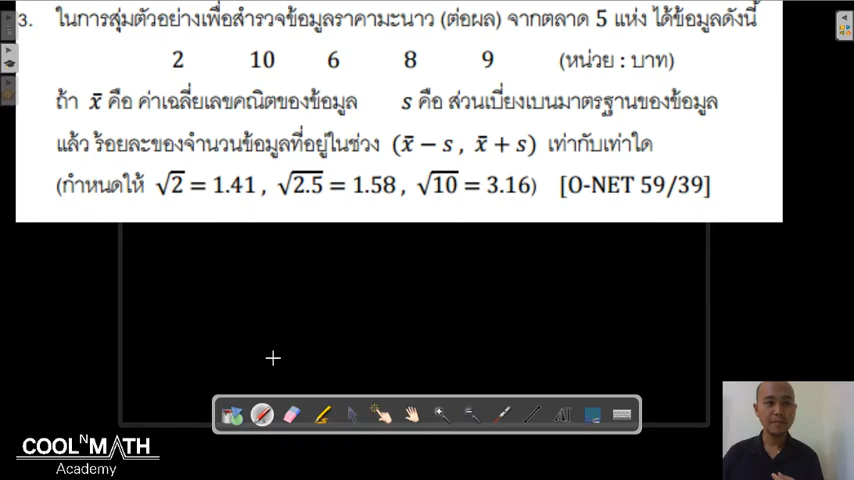 3. ในการสุ่มตัวอย่างเพื่อสำรวจข้อมูลราคามะนาว (ต่อผล) จากตลาด 5 แห่ง ได้ข้อมูลดังนี้
2 10 6 8 9 (หน่วย : บาท)
ถ้า x̄ คือ ค่าเฉลี่ยเลขคณิตของข้อมูล s คือ ส่วนเบี่ยงเบนมาตรฐานของข้อมูล
แล้ว ร้อยละของจำนวนข้อมูลที่อยู่ในช่วง (x̄ − s , x̄ + s) เท่ากับเท่าใด
(กำหนดให้ √2 = 1.41 , √2.5 = 1.58 , √10 = 3.16) [O-NET 59/39]
COOL N MATH
Academy